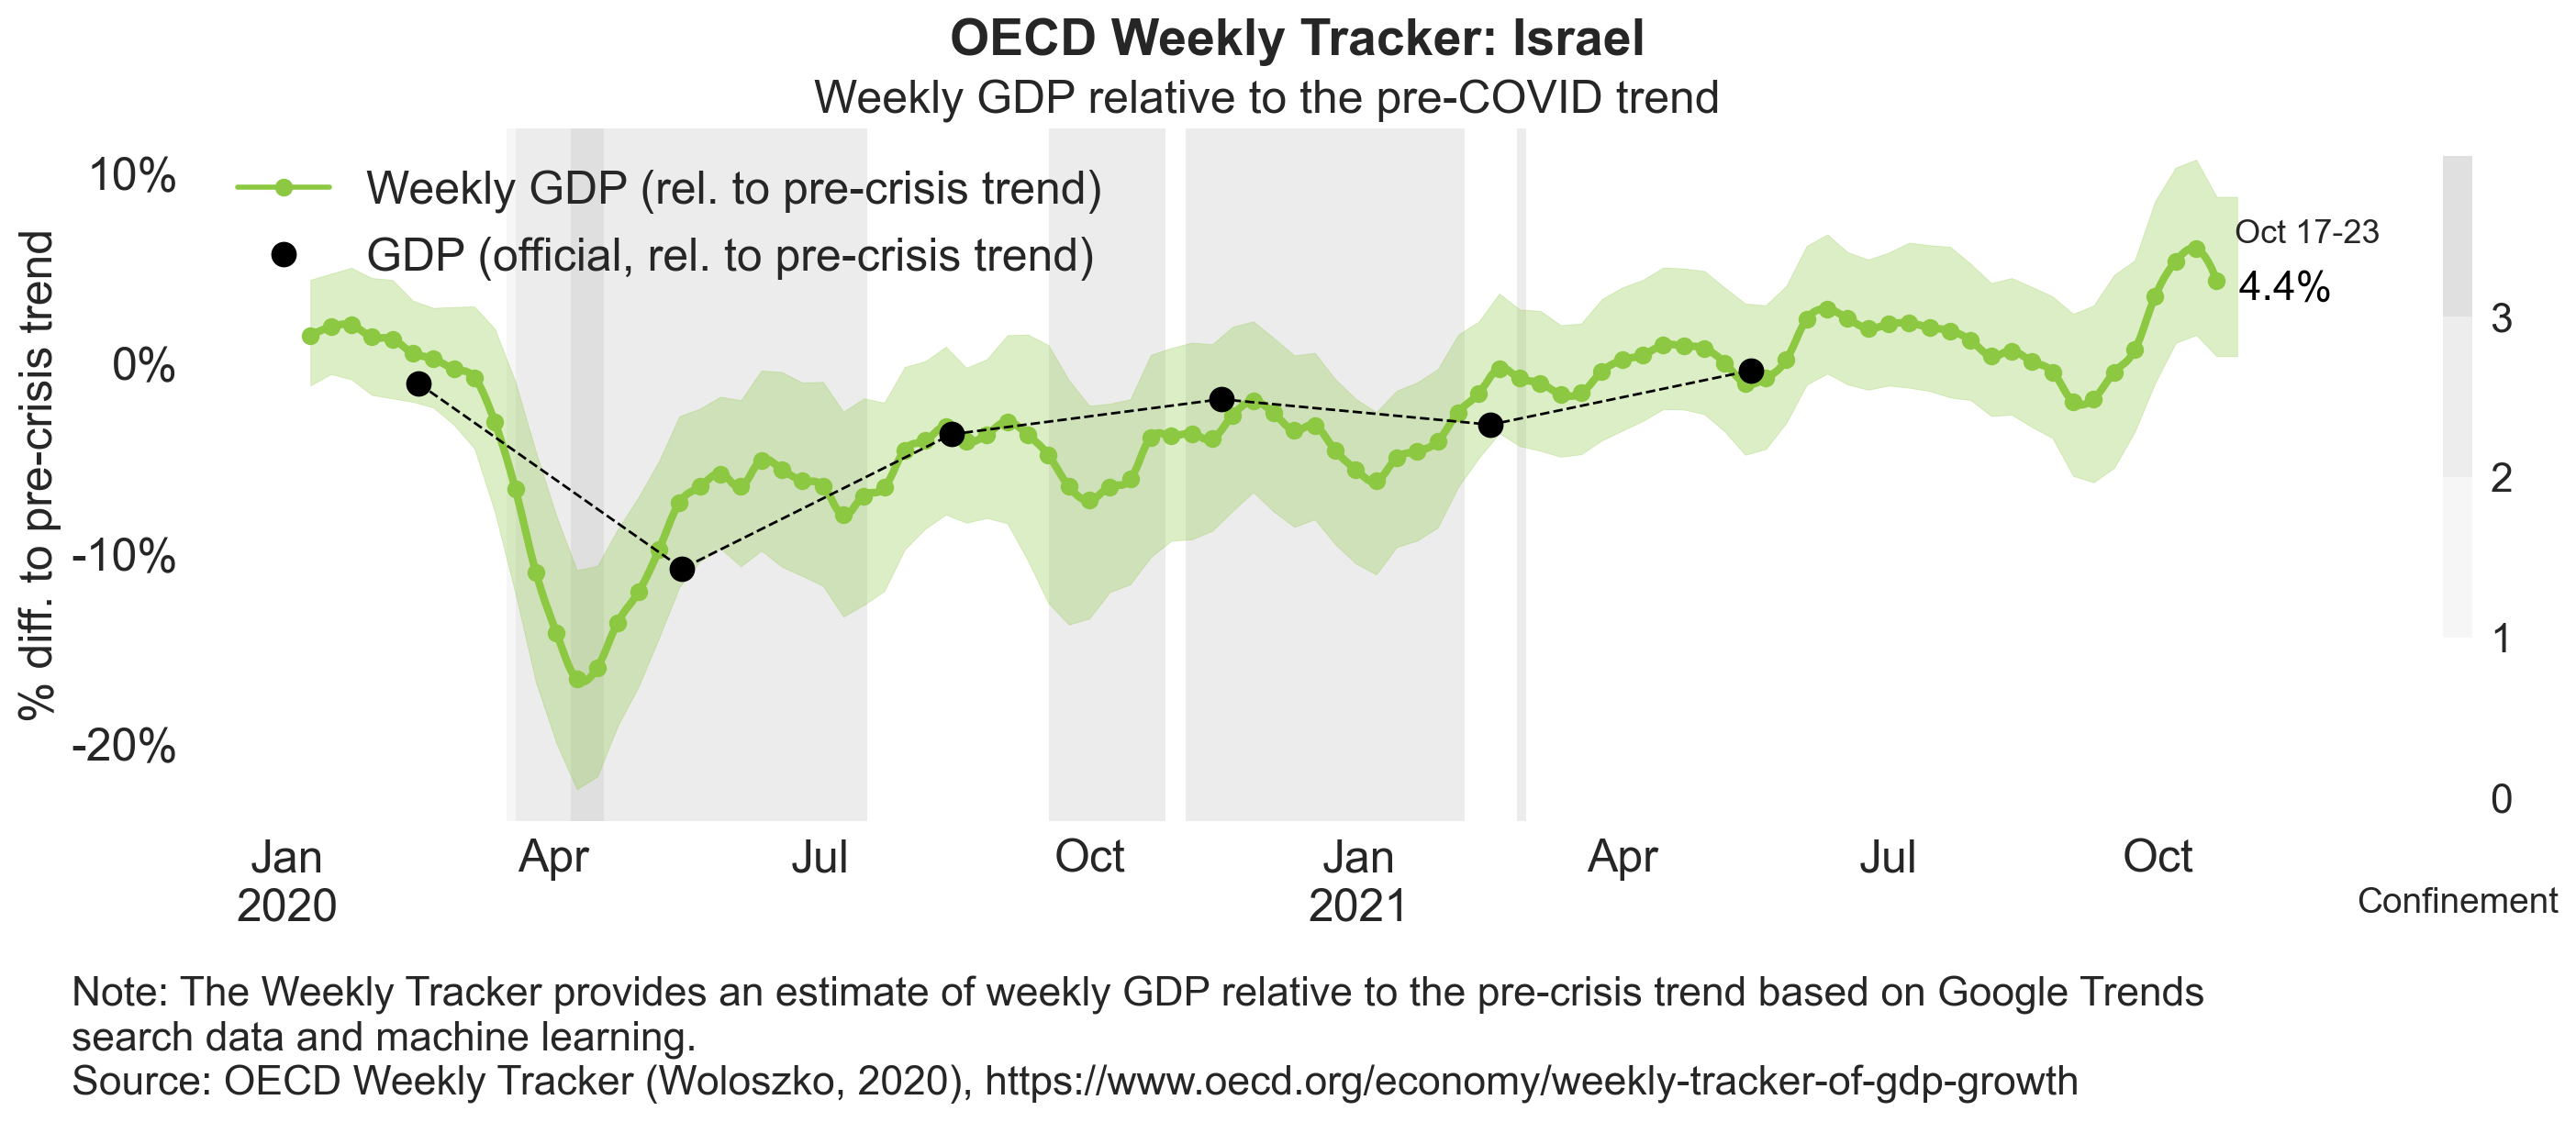 OECD Weekly Tracker: Israel
Weekly GDP relative to the pre-COVID trend
% diff. to pre-crisis trend
10%
0%
-10%
-20%
Weekly GDP (rel. to pre-crisis trend)
GDP (official, rel. to pre-crisis trend)
Oct 17-23
4.4%
3
2
1
0
Confinement
Jan
2020
Apr
Jul
Oct
Jan
2021
Apr
Jul
Oct
Note: The Weekly Tracker provides an estimate of weekly GDP relative to the pre-crisis trend based on Google Trends
search data and machine learning.
Source: OECD Weekly Tracker (Woloszko, 2020), https://www.oecd.org/economy/weekly-tracker-of-gdp-growth